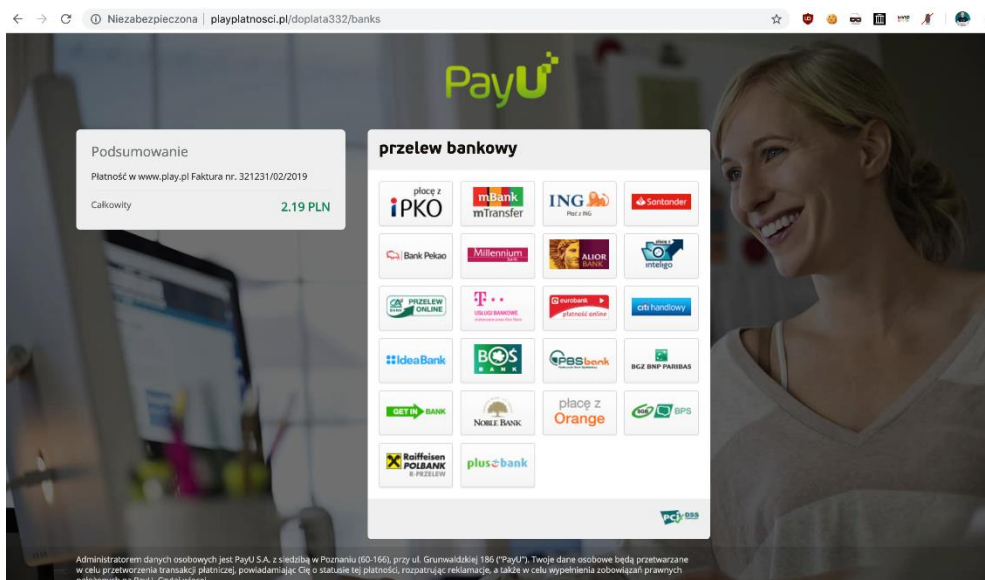 Niezabezpieczona | playplatnosci.pl/doplata332/banks
PayU
Podsumowanie
Płatność w www.play.pl Faktura nr. 321231/02/2019
Całkowity 2.19 PLN
przelew bankowy
płacę z iPKO
mBank mTransfer
ING Płać z ING
Santander
Bank Pekao
Millennium bank
ALIOR BANK
płacę z inteligo
PRZELEW ONLINE
T·· USŁUGI BANKOWE
eurobank płatność online
citi handlowy
IdeaBank
BOŚ BANK
PBSbank
BGŻ BNP PARIBAS
GETIN BANK
NOBLE BANK
płacę z Orange
SGB BPS
Raiffeisen POLBANK R-PRZELEW
plusbank
PCI DSS
Administratorem danych osobowych jest PayU S.A. z siedzibą w Poznaniu (60-166), przy ul. Grunwaldzkiej 186 ("PayU"). Twoje dane osobowe będą przetwarzane
w celu przetworzenia transakcji płatniczej, powiadamiając Cię o statusie tej płatności, rozpatrując reklamacje, a także w celu wypełnienia zobowiązań prawnych